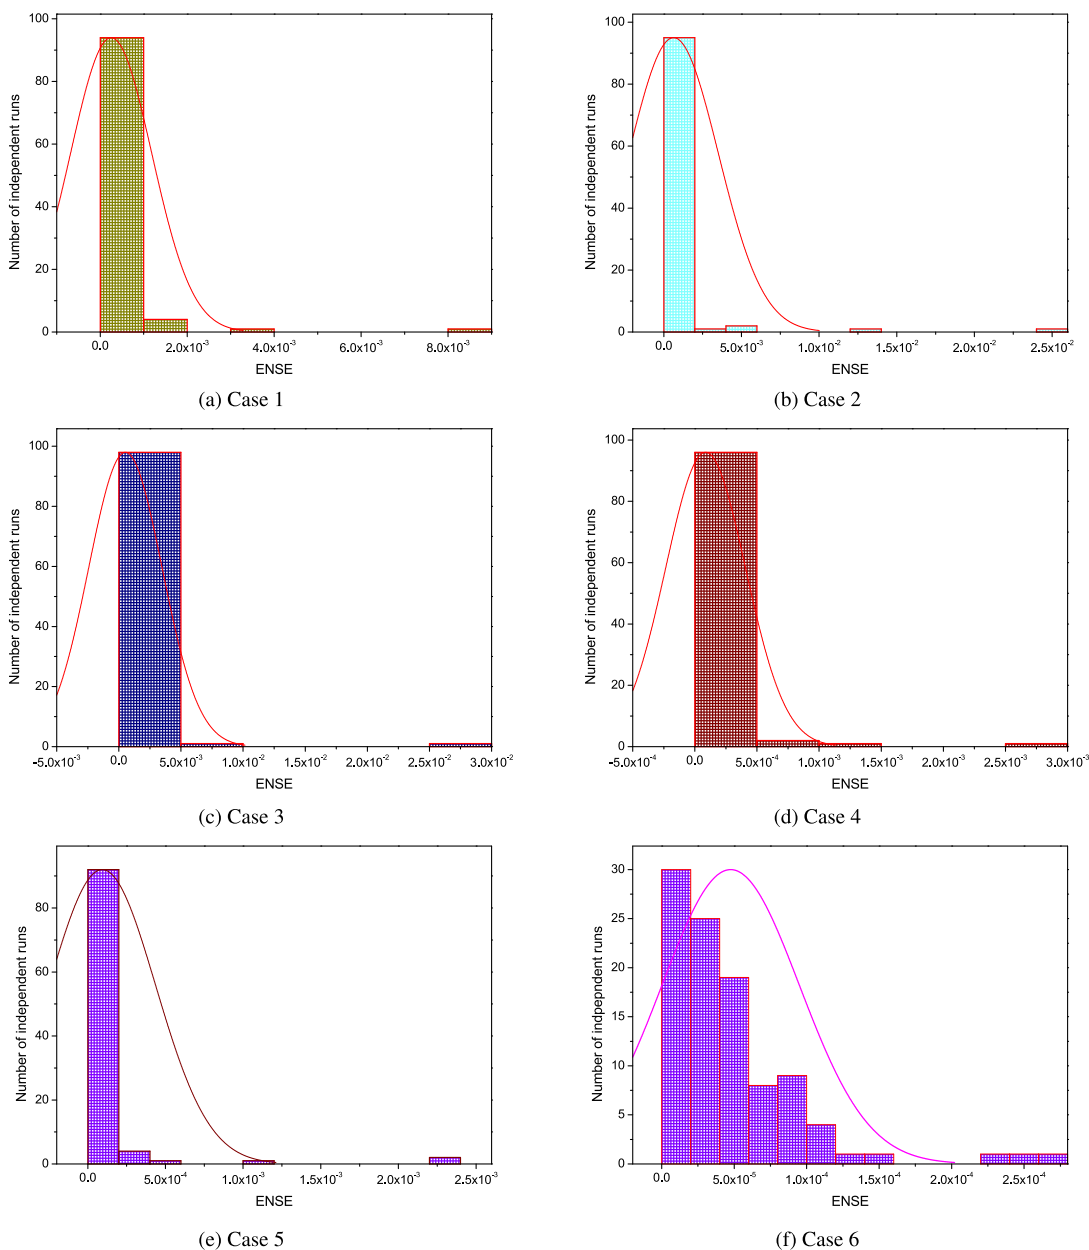 100
80
60
40
20
0
Number of independent runs
0.0 2.0x10⁻³ 4.0x10⁻³ 6.0x10⁻³ 8.0x10⁻³
ENSE
(a) Case 1
100
80
60
40
20
0
Number of independent runs
0.0 5.0x10⁻³ 1.0x10⁻² 1.5x10⁻² 2.0x10⁻² 2.5x10⁻²
ENSE
(b) Case 2
100
80
60
40
20
0
Number of independent runs
-5.0x10⁻³ 0.0 5.0x10⁻³ 1.0x10⁻² 1.5x10⁻² 2.0x10⁻² 2.5x10⁻² 3.0x10⁻²
ENSE
(c) Case 3
100
80
60
40
20
0
Number of independent runs
-5.0x10⁻⁴ 0.0 5.0x10⁻⁴ 1.0x10⁻³ 1.5x10⁻³ 2.0x10⁻³ 2.5x10⁻³ 3.0x10⁻³
ENSE
(d) Case 4
80
60
40
20
0
Number of independent runs
0.0 5.0x10⁻⁴ 1.0x10⁻³ 1.5x10⁻³ 2.0x10⁻³ 2.5x10⁻³
ENSE
(e) Case 5
30
25
20
15
10
5
0
Number of indpepndent runs
0.0 5.0x10⁻⁵ 1.0x10⁻⁴ 1.5x10⁻⁴ 2.0x10⁻⁴ 2.5x10⁻⁴
ENSE
(f) Case 6